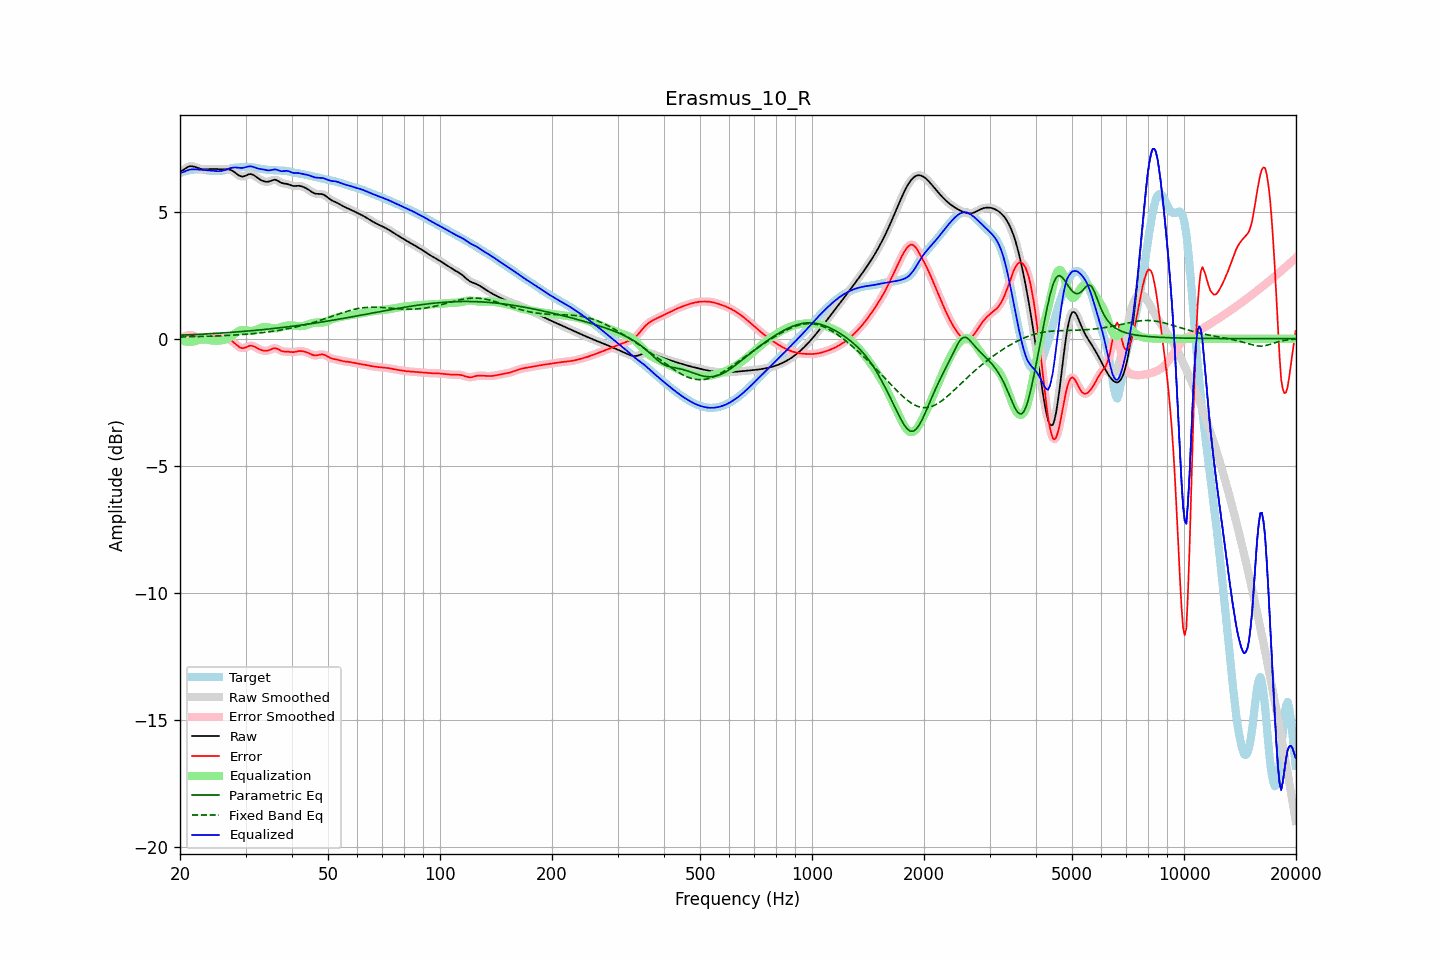 Erasmus_10_R
Amplitude (dBr)
5
0
−5
−10
−15
−20
Target
Raw Smoothed
Error Smoothed
Raw
Error
Equalization
Parametric Eq
Fixed Band Eq
Equalized
20 50 100 200 500 1000 2000 5000 10000 20000
Frequency (Hz)